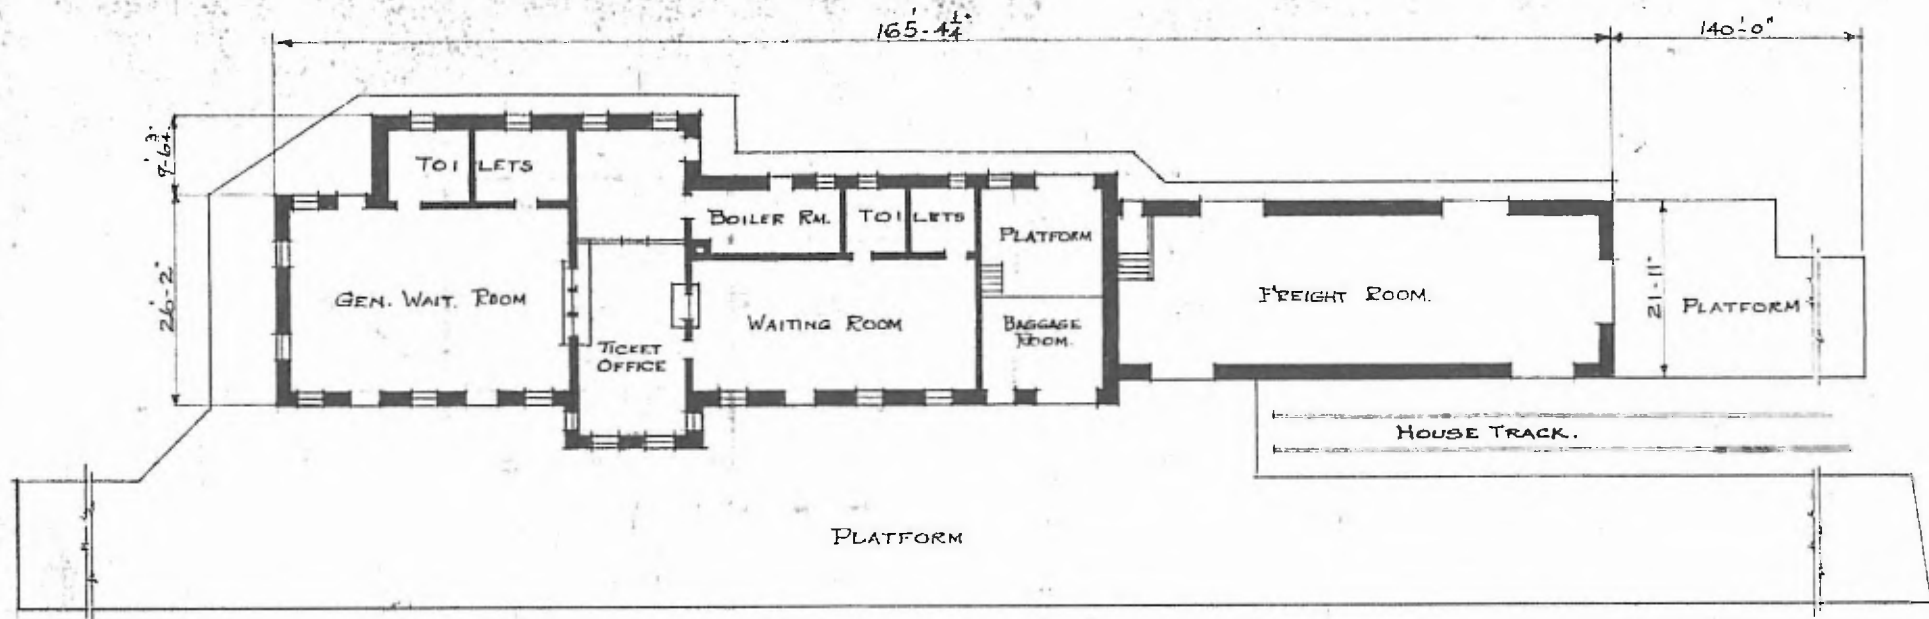 165'-4¼"
140'-0"
9'-6¾"
TOILETS
BOILER RM.
TOILETS
PLATFORM
26'-2"
GEN. WAIT. ROOM
WAITING ROOM
BAGGAGE
ROOM.
FREIGHT ROOM.
21'-11"
PLATFORM
TICKET
OFFICE
HOUSE TRACK.
PLATFORM